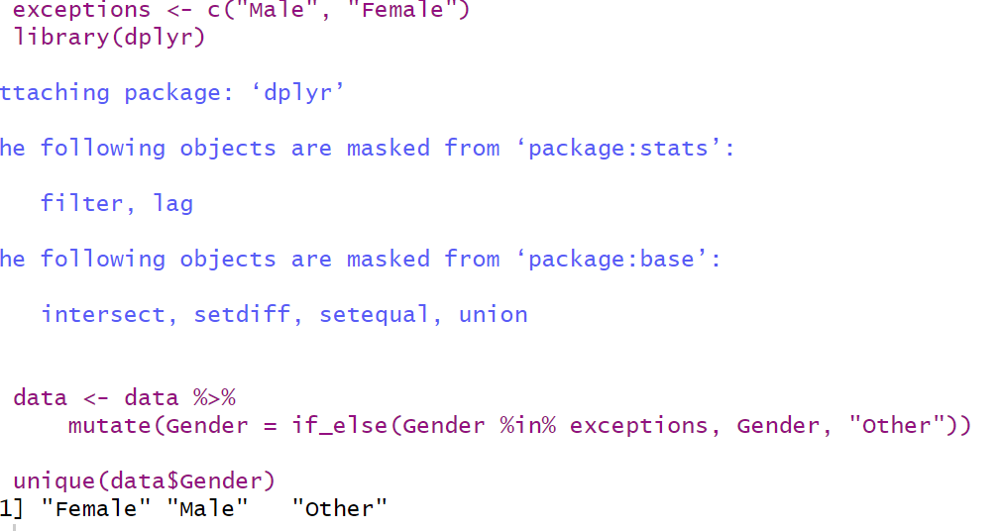 exceptions <- c("Male", "Female")
library(dplyr)
ttaching package: ‘dplyr’
he following objects are masked from ‘package:stats’:
filter, lag
he following objects are masked from ‘package:base’:
intersect, setdiff, setequal, union
data <- data %>%
mutate(Gender = if_else(Gender %in% exceptions, Gender, "Other"))
unique(data$Gender)
1] "Female" "Male"   "Other"